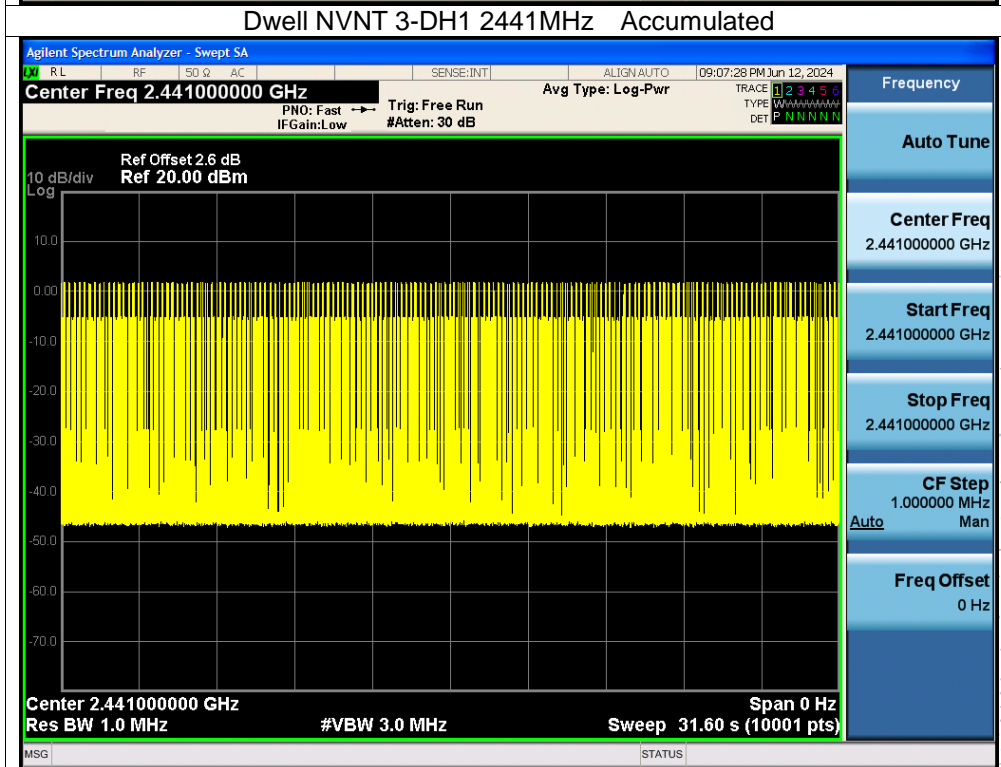 Dwell NVNT 3-DH1 2441MHz Accumulated
Agilent Spectrum Analyzer - Swept SA
LXI RL RF 50 Ω AC SENSE:INT ALIGN AUTO 09:07:28 PM Jun 12, 2024
Center Freq 2.441000000 GHz
PNO: Fast
IFGain:Low
Trig: Free Run
#Atten: 30 dB
Avg Type: Log-Pwr
TRACE 1 2 3 4 5 6
TYPE WWWWWW
DET P N N N N N
Ref Offset 2.6 dB
10 dB/div Ref 20.00 dBm
Log
10.0
0.00
-10.0
-20.0
-30.0
-40.0
-50.0
-60.0
-70.0
Center 2.441000000 GHz Span 0 Hz
Res BW 1.0 MHz #VBW 3.0 MHz Sweep 31.60 s (10001 pts)
MSG STATUS
Frequency
Auto Tune
Center Freq
2.441000000 GHz
Start Freq
2.441000000 GHz
Stop Freq
2.441000000 GHz
CF Step
1.000000 MHz
Auto Man
Freq Offset
0 Hz